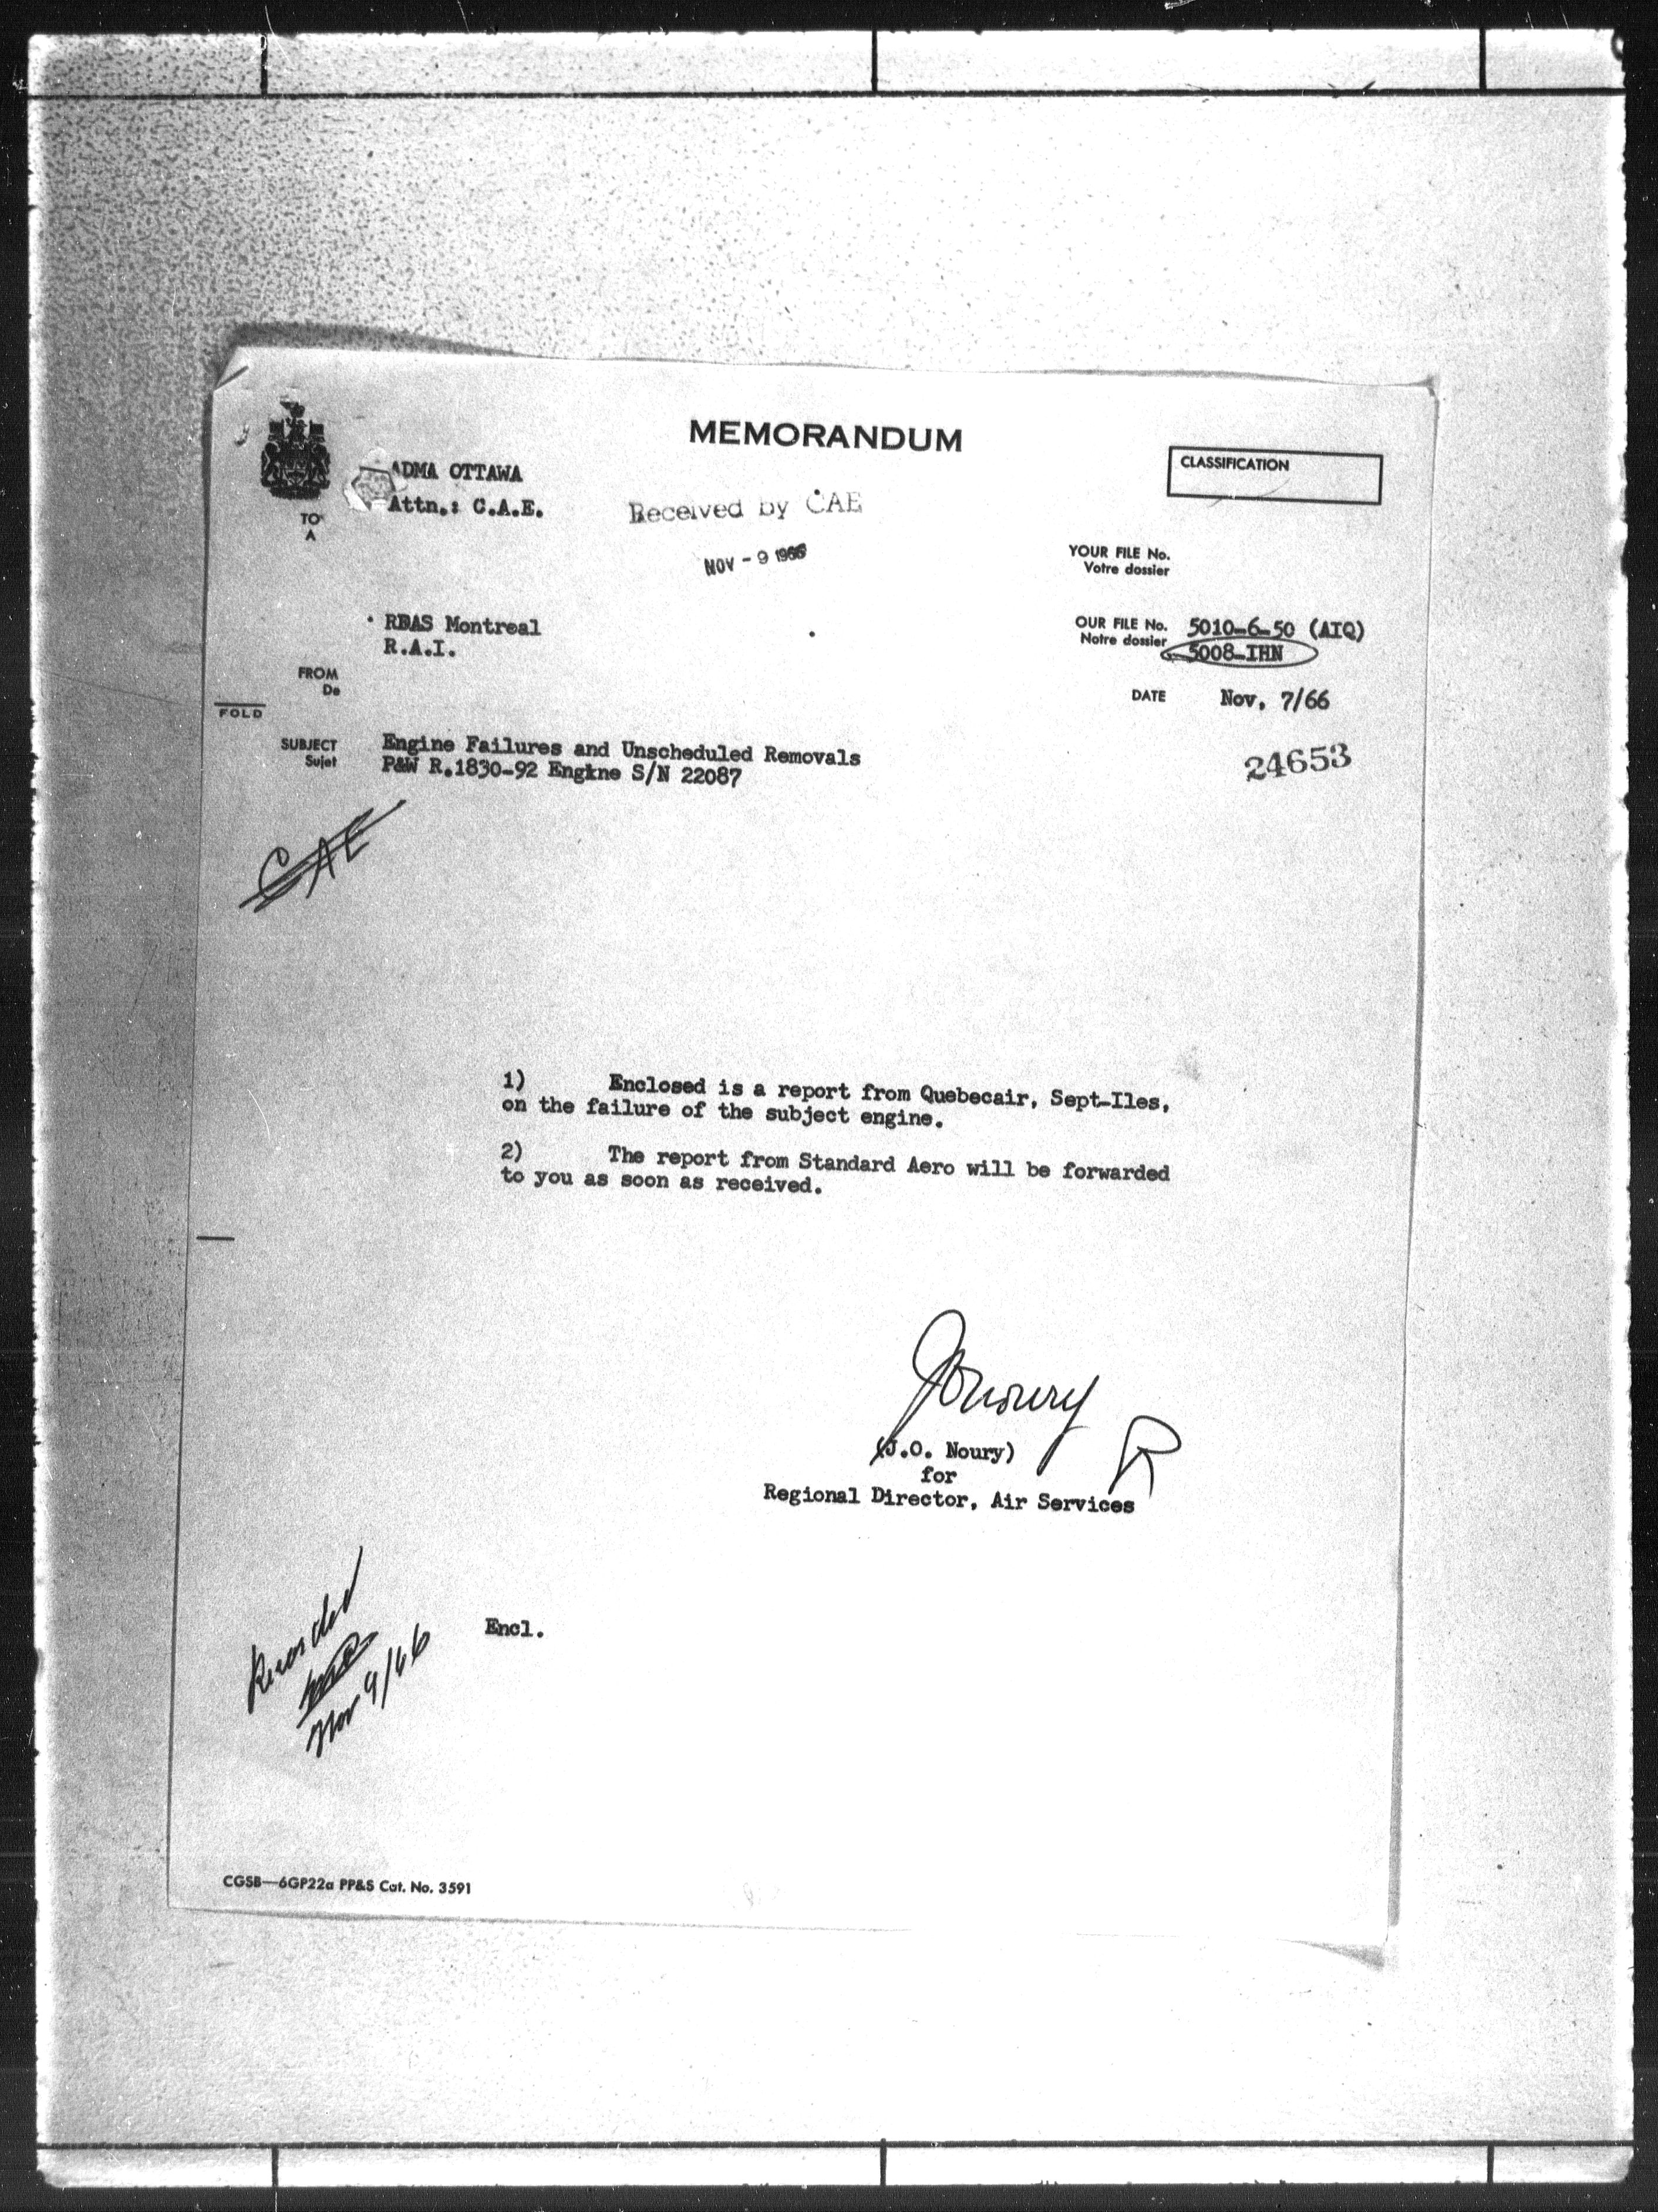 MEMORANDUM
CLASSIFICATION
ADMA OTTAWA
Attn.: C.A.E.
TO
A
Received by CAE
NOV - 9 1966
YOUR FILE No.
Votre dossier
RDAS Montreal
R.A.I.
FROM
De
OUR FILE No. 5010-6-50 (AIQ)
Notre dossier 5008-IHN
DATE Nov, 7/66
FOLD
SUBJECT Engine Failures and Unscheduled Removals
Sujet P&W R.1830-92 Engine S/N 22087
24653
CAE
1) Enclosed is a report from Quebecair, Sept-Iles,
on the failure of the subject engine.
2) The report from Standard Aero will be forwarded
to you as soon as received.
JONoury
R
(J.O. Noury)
for
Regional Director, Air Services
Recorded
Nov 9/66
Encl.
CGSB—6GP22a PP&S Cat. No. 3591